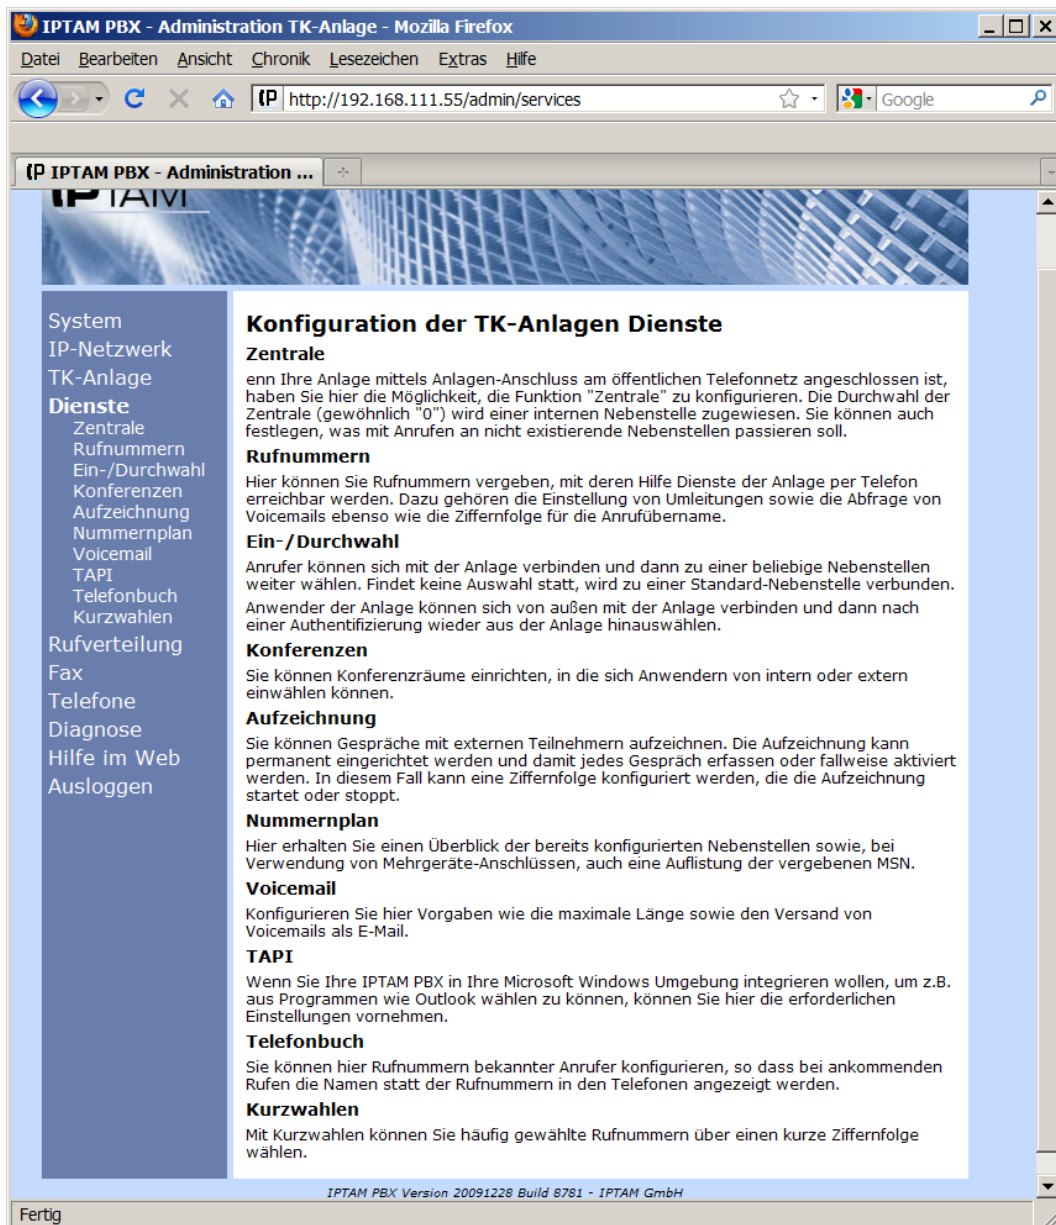 IPTAM PBX - Administration TK-Anlage - Mozilla Firefox
Datei Bearbeiten Ansicht Chronik Lesezeichen Extras Hilfe
http://192.168.111.55/admin/services
Google
IPTAM PBX - Administration ...
IPTAM
System
IP-Netzwerk
TK-Anlage
Dienste
Zentrale
Rufnummern
Ein-/Durchwahl
Konferenzen
Aufzeichnung
Nummernplan
Voicemail
TAPI
Telefonbuch
Kurzwahlen
Rufverteilung
Fax
Telefone
Diagnose
Hilfe im Web
Ausloggen
Konfiguration der TK-Anlagen Dienste
Zentrale
enn Ihre Anlage mittels Anlagen-Anschluss am öffentlichen Telefonnetz angeschlossen ist,
haben Sie hier die Möglichkeit, die Funktion "Zentrale" zu konfigurieren. Die Durchwahl der
Zentrale (gewöhnlich "0") wird einer internen Nebenstelle zugewiesen. Sie können auch
festlegen, was mit Anrufen an nicht existierende Nebenstellen passieren soll.
Rufnummern
Hier können Sie Rufnummern vergeben, mit deren Hilfe Dienste der Anlage per Telefon
erreichbar werden. Dazu gehören die Einstellung von Umleitungen sowie die Abfrage von
Voicemails ebenso wie die Ziffernfolge für die Anrufübername.
Ein-/Durchwahl
Anrufer können sich mit der Anlage verbinden und dann zu einer beliebige Nebenstellen
weiter wählen. Findet keine Auswahl statt, wird zu einer Standard-Nebenstelle verbunden.
Anwender der Anlage können sich von außen mit der Anlage verbinden und dann nach
einer Authentifizierung wieder aus der Anlage hinauswählen.
Konferenzen
Sie können Konferenzräume einrichten, in die sich Anwendern von intern oder extern
einwählen können.
Aufzeichnung
Sie können Gespräche mit externen Teilnehmern aufzeichnen. Die Aufzeichnung kann
permanent eingerichtet werden und damit jedes Gespräch erfassen oder fallweise aktiviert
werden. In diesem Fall kann eine Ziffernfolge konfiguriert werden, die die Aufzeichnung
startet oder stoppt.
Nummernplan
Hier erhalten Sie einen Überblick der bereits konfigurierten Nebenstellen sowie, bei
Verwendung von Mehrgeräte-Anschlüssen, auch eine Auflistung der vergebenen MSN.
Voicemail
Konfigurieren Sie hier Vorgaben wie die maximale Länge sowie den Versand von
Voicemails als E-Mail.
TAPI
Wenn Sie Ihre IPTAM PBX in Ihre Microsoft Windows Umgebung integrieren wollen, um z.B.
aus Programmen wie Outlook wählen zu können, können Sie hier die erforderlichen
Einstellungen vornehmen.
Telefonbuch
Sie können hier Rufnummern bekannter Anrufer konfigurieren, so dass bei ankommenden
Rufen die Namen statt der Rufnummern in den Telefonen angezeigt werden.
Kurzwahlen
Mit Kurzwahlen können Sie häufig gewählte Rufnummern über einen kurze Ziffernfolge
wählen.
IPTAM PBX Version 20091228 Build 8781 - IPTAM GmbH
Fertig